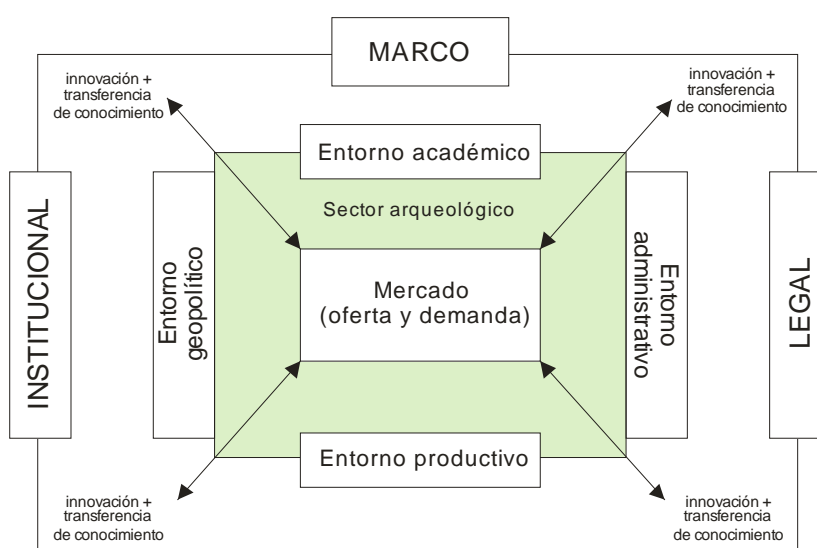 MARCO
innovación +
transferencia
de conocimiento
innovación +
transferencia
de conocimiento
Entorno académico
Sector arqueológico
INSTITUCIONAL
Entorno
geopolítico
Mercado
(oferta y demanda)
Entorno
administrativo
LEGAL
Entorno productivo
innovación +
transferencia
de conocimiento
innovación +
transferencia
de conocimiento